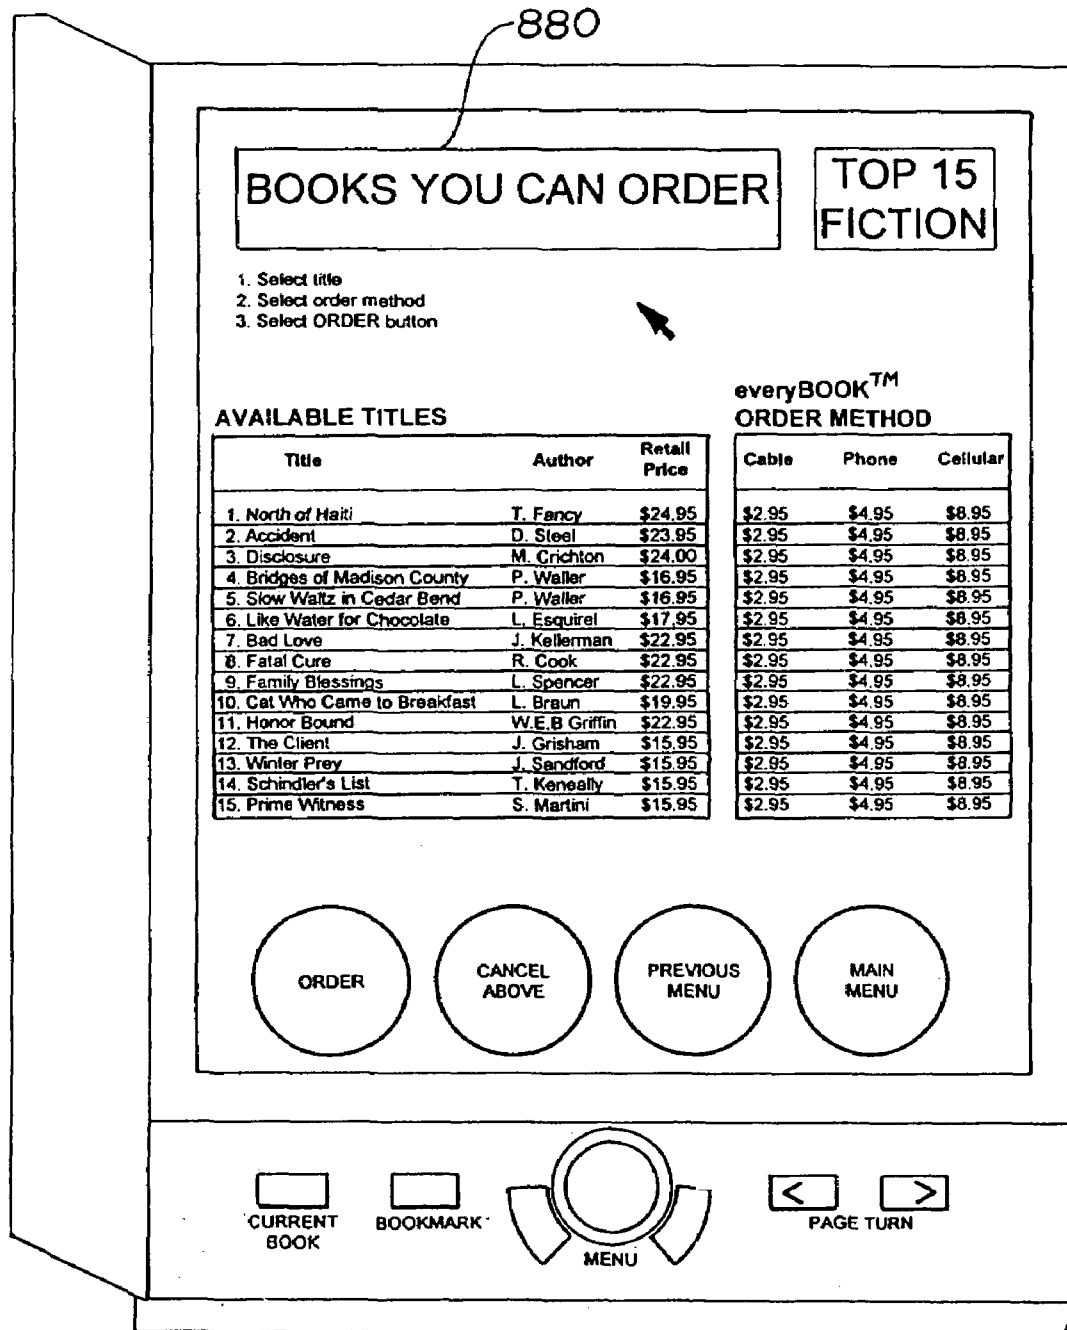 880
BOOKS YOU CAN ORDER
TOP 15
FICTION
1. Select title
2. Select order method
3. Select ORDER button
everyBOOK™
AVAILABLE TITLES ORDER METHOD
Title Author Retail Price Cable Phone Cellular
1. North of Haiti T. Fancy $24.95 $2.95 $4.95 $8.95
2. Accident D. Steel $23.95 $2.95 $4.95 $8.95
3. Disclosure M. Crichton $24.00 $2.95 $4.95 $8.95
4. Bridges of Madison County P. Waller $16.95 $2.95 $4.95 $8.95
5. Slow Waltz in Cedar Bend P. Waller $16.95 $2.95 $4.95 $8.95
6. Like Water for Chocolate L. Esquirel $17.95 $2.95 $4.95 $8.95
7. Bad Love J. Kellerman $22.95 $2.95 $4.95 $8.95
8. Fatal Cure R. Cook $22.95 $2.95 $4.95 $8.95
9. Family Blessings L. Spencer $22.95 $2.95 $4.95 $8.95
10. Cat Who Came to Breakfast L. Braun $19.95 $2.95 $4.95 $8.95
11. Honor Bound W.E.B Griffin $22.95 $2.95 $4.95 $8.95
12. The Client J. Grisham $15.95 $2.95 $4.95 $8.95
13. Winter Prey J. Sandford $15.95 $2.95 $4.95 $8.95
14. Schindler's List T. Keneally $15.95 $2.95 $4.95 $8.95
15. Prime Witness S. Martini $15.95 $2.95 $4.95 $8.95
ORDER
CANCEL
ABOVE
PREVIOUS
MENU
MAIN
MENU
< >
CURRENT
BOOK
BOOKMARK
MENU
PAGE TURN